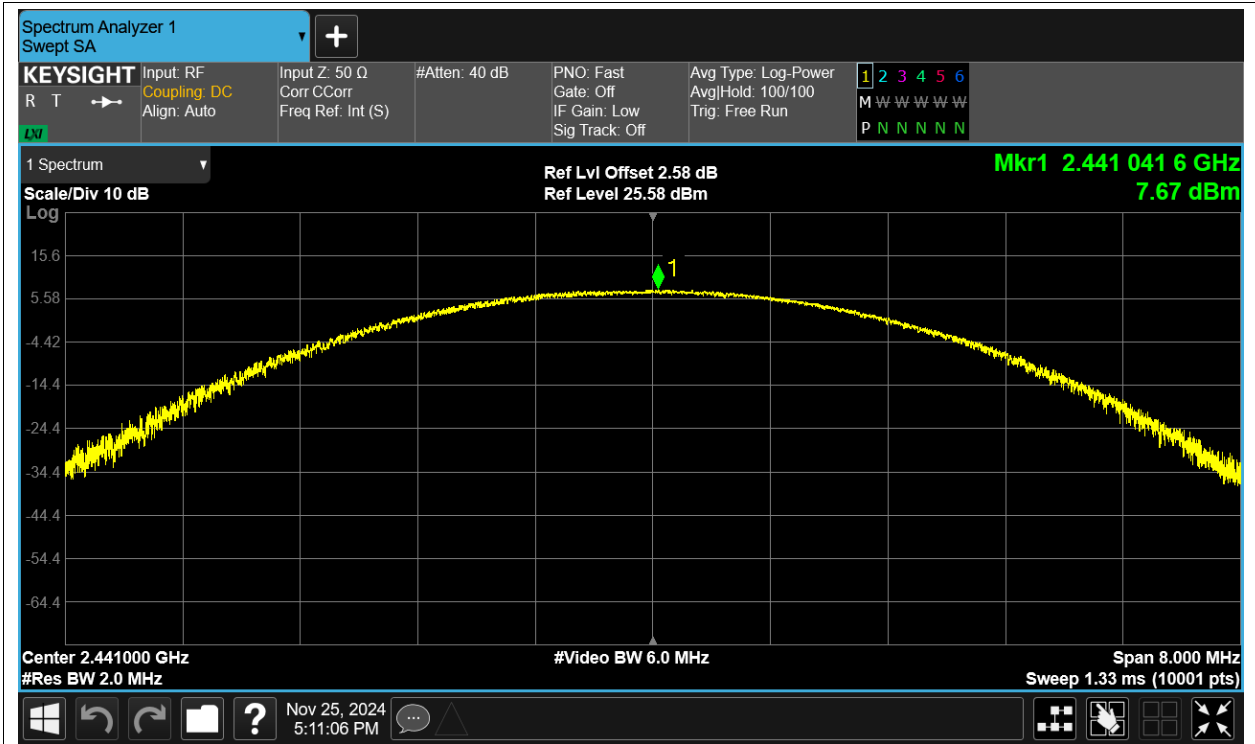 Spectrum Analyzer 1
Swept SA
KEYSIGHT
R T
LXI
Input: RF
Coupling: DC
Align: Auto
Input Z: 50 Ω
Corr CCorr
Freq Ref: Int (S)
#Atten: 40 dB
PNO: Fast
Gate: Off
IF Gain: Low
Sig Track: Off
Avg Type: Log-Power
Avg|Hold: 100/100
Trig: Free Run
1 2 3 4 5 6
M W W W W W
P N N N N N
1 Spectrum
Scale/Div 10 dB
Log
Ref Lvl Offset 2.58 dB
Ref Level 25.58 dBm
Mkr1 2.441 041 6 GHz
7.67 dBm
1
15.6
5.58
-4.42
-14.4
-24.4
-34.4
-44.4
-54.4
-64.4
Center 2.441000 GHz
#Res BW 2.0 MHz
#Video BW 6.0 MHz
Span 8.000 MHz
Sweep 1.33 ms (10001 pts)
?
Nov 25, 2024
5:11:06 PM